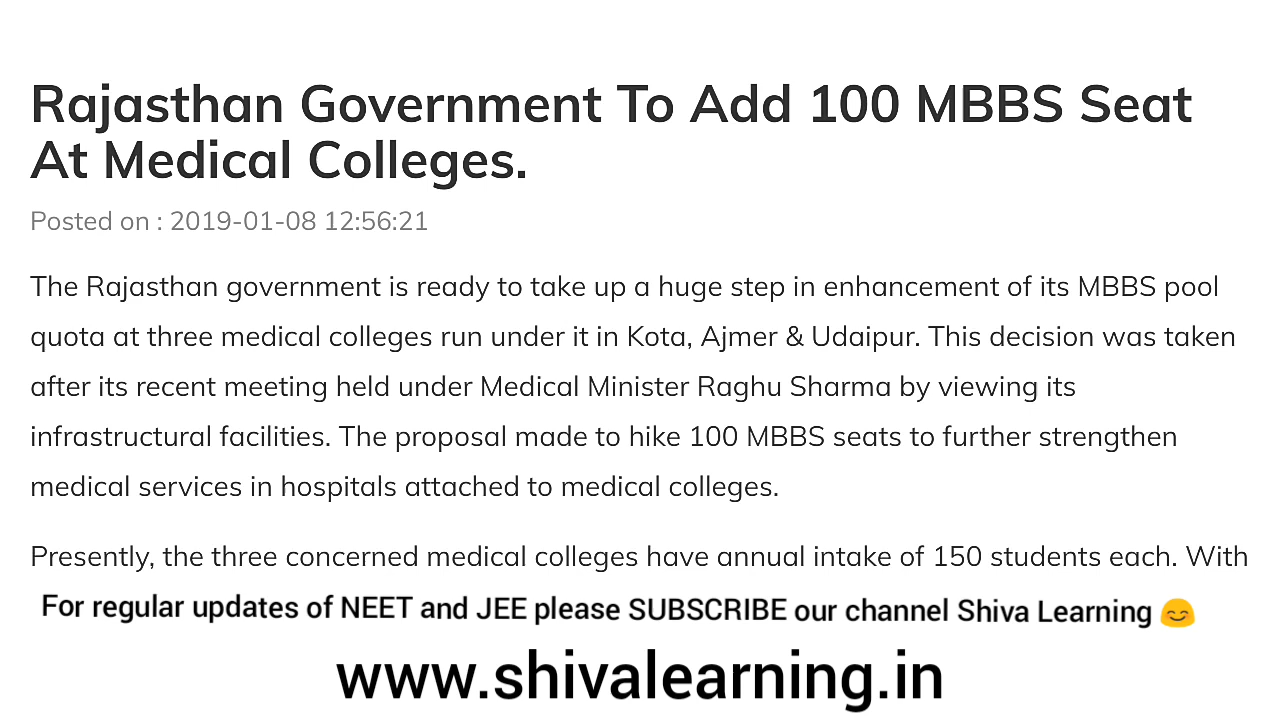 Rajasthan Government To Add 100 MBBS Seat
At Medical Colleges.
Posted on : 2019-01-08 12:56:21
The Rajasthan government is ready to take up a huge step in enhancement of its MBBS pool
quota at three medical colleges run under it in Kota, Ajmer & Udaipur. This decision was taken
after its recent meeting held under Medical Minister Raghu Sharma by viewing its
infrastructural facilities. The proposal made to hike 100 MBBS seats to further strengthen
medical services in hospitals attached to medical colleges.
Presently, the three concerned medical colleges have annual intake of 150 students each. With
For regular updates of NEET and JEE please SUBSCRIBE our channel Shiva Learning 😊
www.shivalearning.in